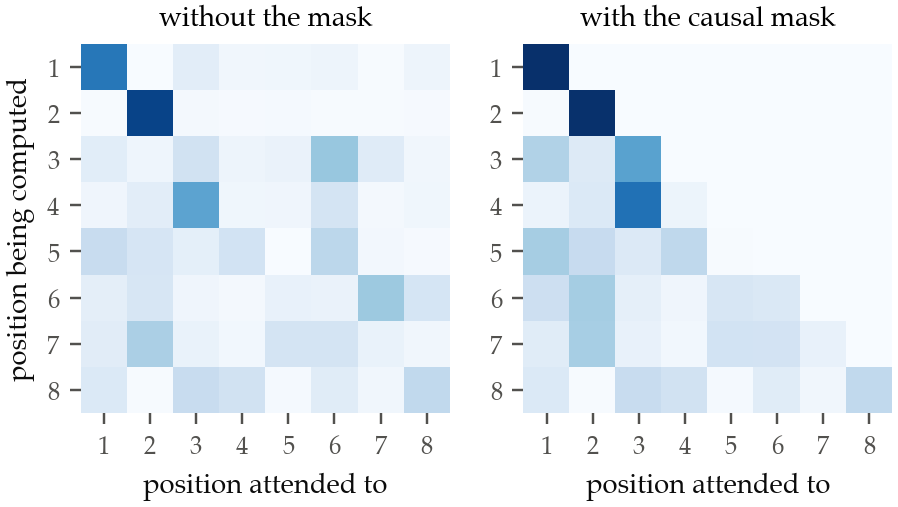 without the mask
with the causal mask
position being computed
1
2
3
4
5
6
7
8
1 2 3 4 5 6 7 8
position attended to
1
2
3
4
5
6
7
8
1 2 3 4 5 6 7 8
position attended to